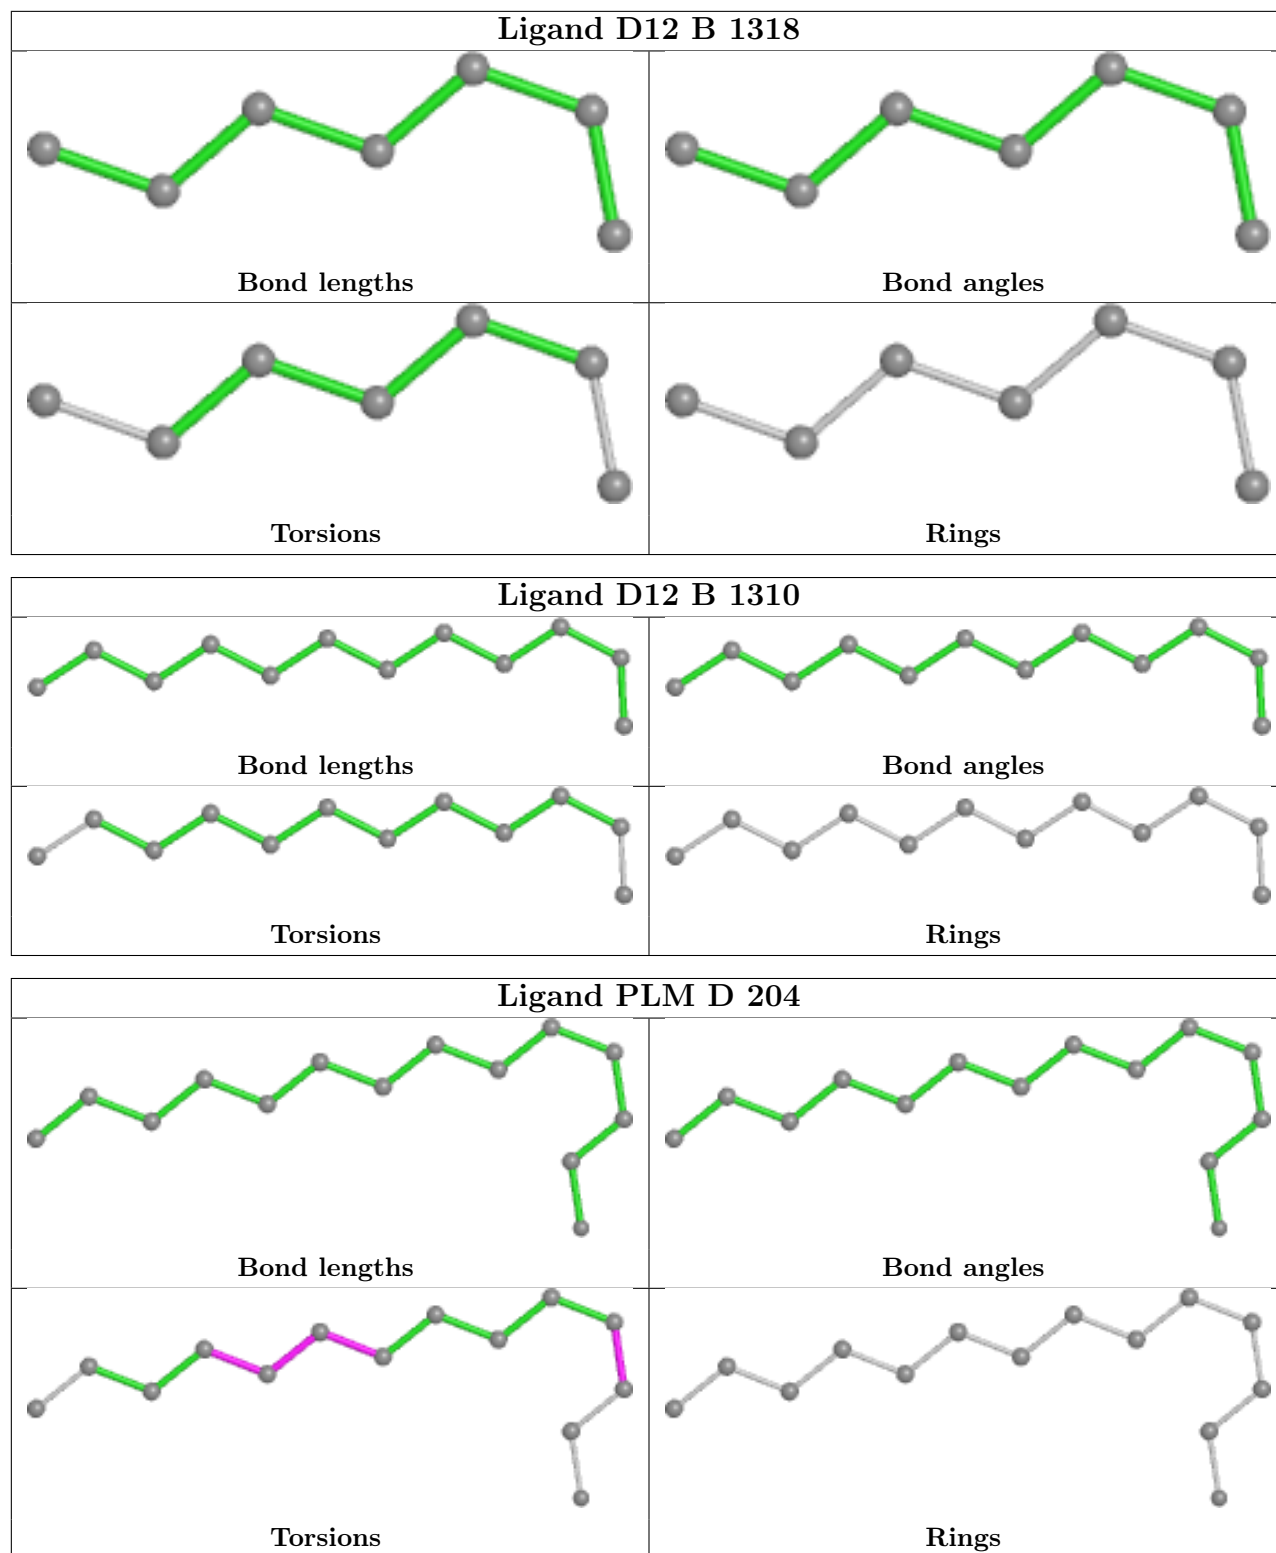 Ligand D12 B 1318
Bond lengths
Bond angles
Torsions
Rings
Ligand D12 B 1310
Bond lengths
Bond angles
Torsions
Rings
Ligand PLM D 204
Bond lengths
Bond angles
Torsions
Rings